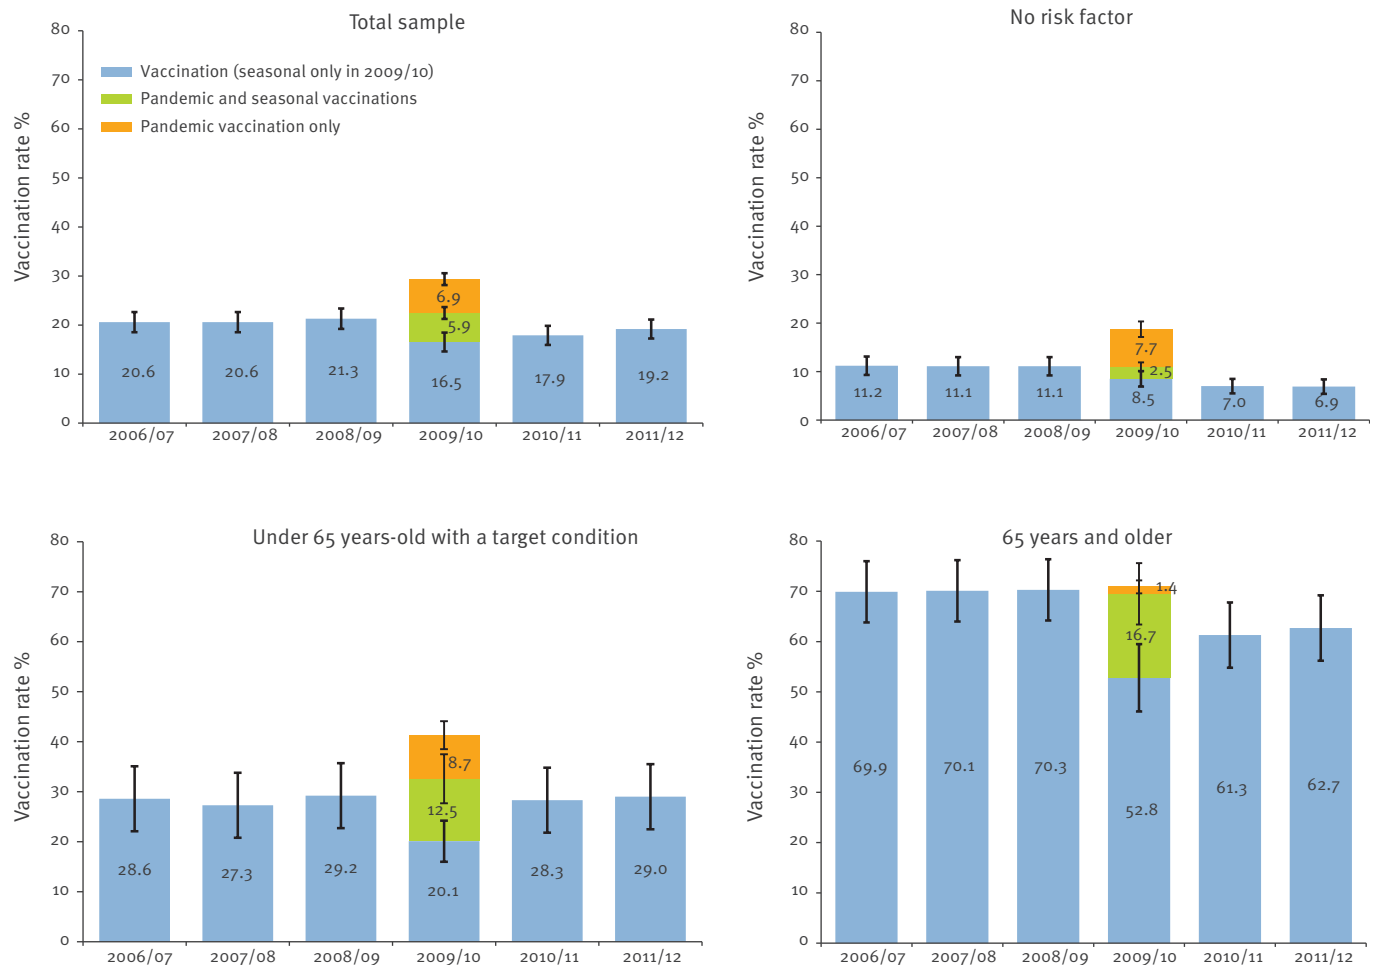 Total sample
80
70
60
50
40
30
20
10
0
Vaccination rate %
Vaccination (seasonal only in 2009/10)
Pandemic and seasonal vaccinations
Pandemic vaccination only
6.9
5.9
20.6 20.6 21.3 16.5 17.9 19.2
2006/07 2007/08 2008/09 2009/10 2010/11 2011/12
No risk factor
80
70
60
50
40
30
20
10
0
Vaccination rate %
7.7
2.5
11.2 11.1 11.1 8.5 7.0 6.9
2006/07 2007/08 2008/09 2009/10 2010/11 2011/12
Under 65 years-old with a target condition
80
70
60
50
40
30
20
10
0
Vaccination rate %
8.7
12.5
28.6 27.3 29.2 20.1 28.3 29.0
2006/07 2007/08 2008/09 2009/10 2010/11 2011/12
65 years and older
80
70
60
50
40
30
20
10
0
Vaccination rate %
1.4
16.7
69.9 70.1 70.3 52.8 61.3 62.7
2006/07 2007/08 2008/09 2009/10 2010/11 2011/12